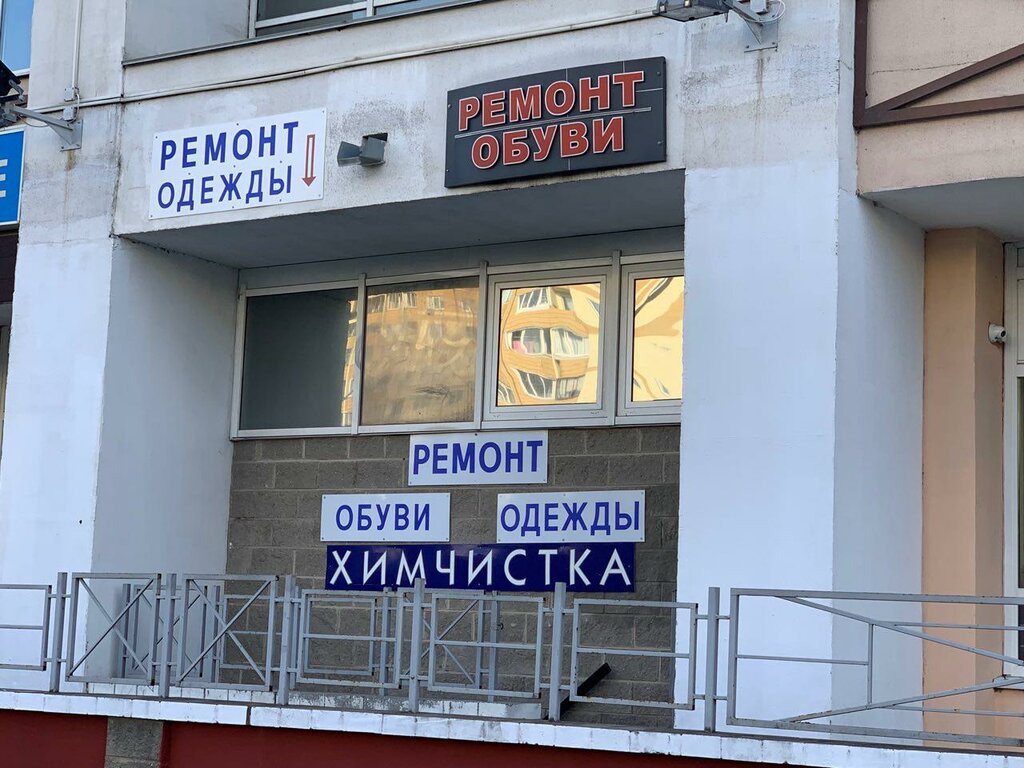 РЕМОНТ
ОДЕЖДЫ
РЕМОНТ
ОБУВИ
РЕМОНТ
ОБУВИ
ОДЕЖДЫ
ХИМЧИСТКА